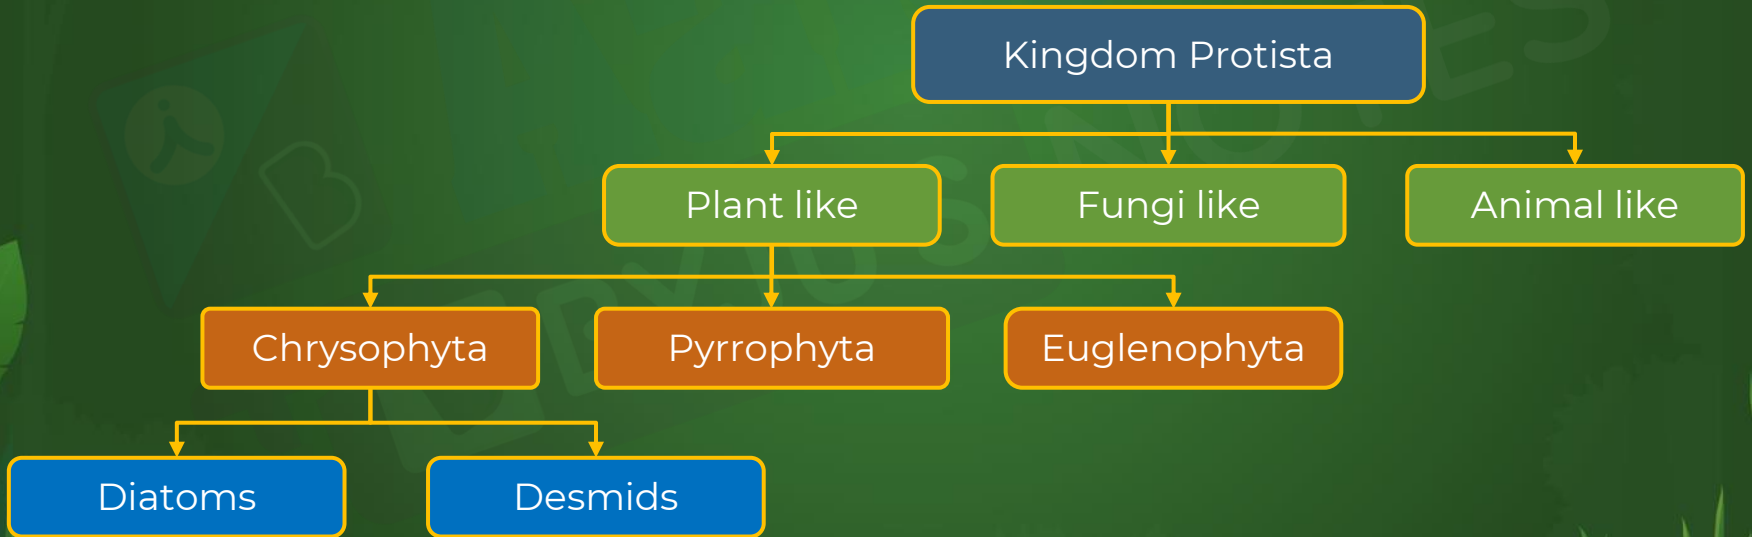 Kingdom Protista
Plant like
Fungi like
Animal like
Chrysophyta
Pyrrophyta
Euglenophyta
Diatoms
Desmids